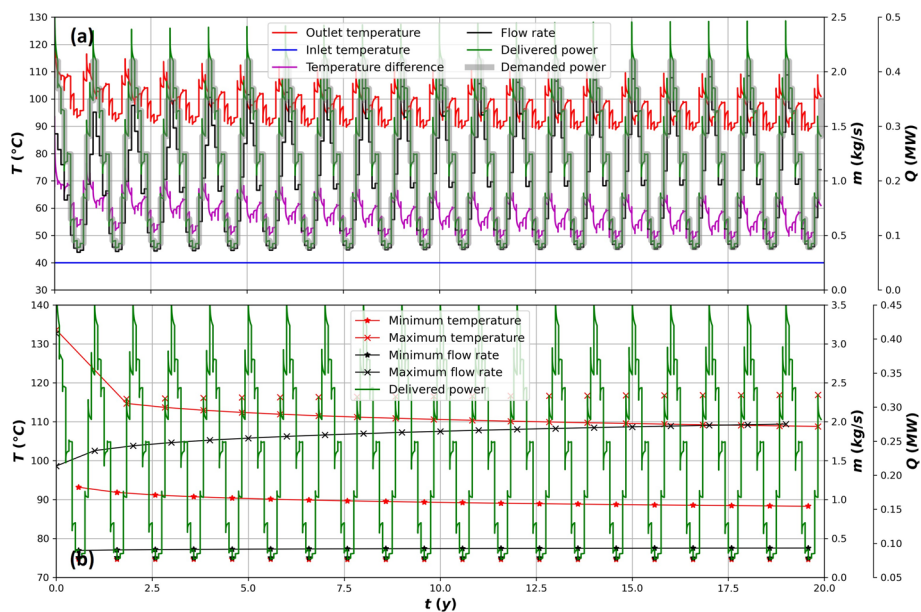 130
120
110
100
90
80
70
60
50
40
30
T (°C)
(a)
Outlet temperature
Inlet temperature
Temperature difference
Flow rate
Delivered power
Demanded power
2.5
2.0
1.5
1.0
0.5
0.0
m (kg/s)
0.5
0.4
0.3
0.2
0.1
0.0
Q (MW)
140
130
120
110
100
90
80
70
T (°C)
(b)
Minimum temperature
Maximum temperature
Minimum flow rate
Maximum flow rate
Delivered power
3.5
3.0
2.5
2.0
1.5
1.0
0.5
0.0
m (kg/s)
0.45
0.40
0.35
0.30
0.25
0.20
0.15
0.10
0.05
Q (MW)
0.0 2.5 5.0 7.5 10.0 12.5 15.0 17.5 20.0
t (y)